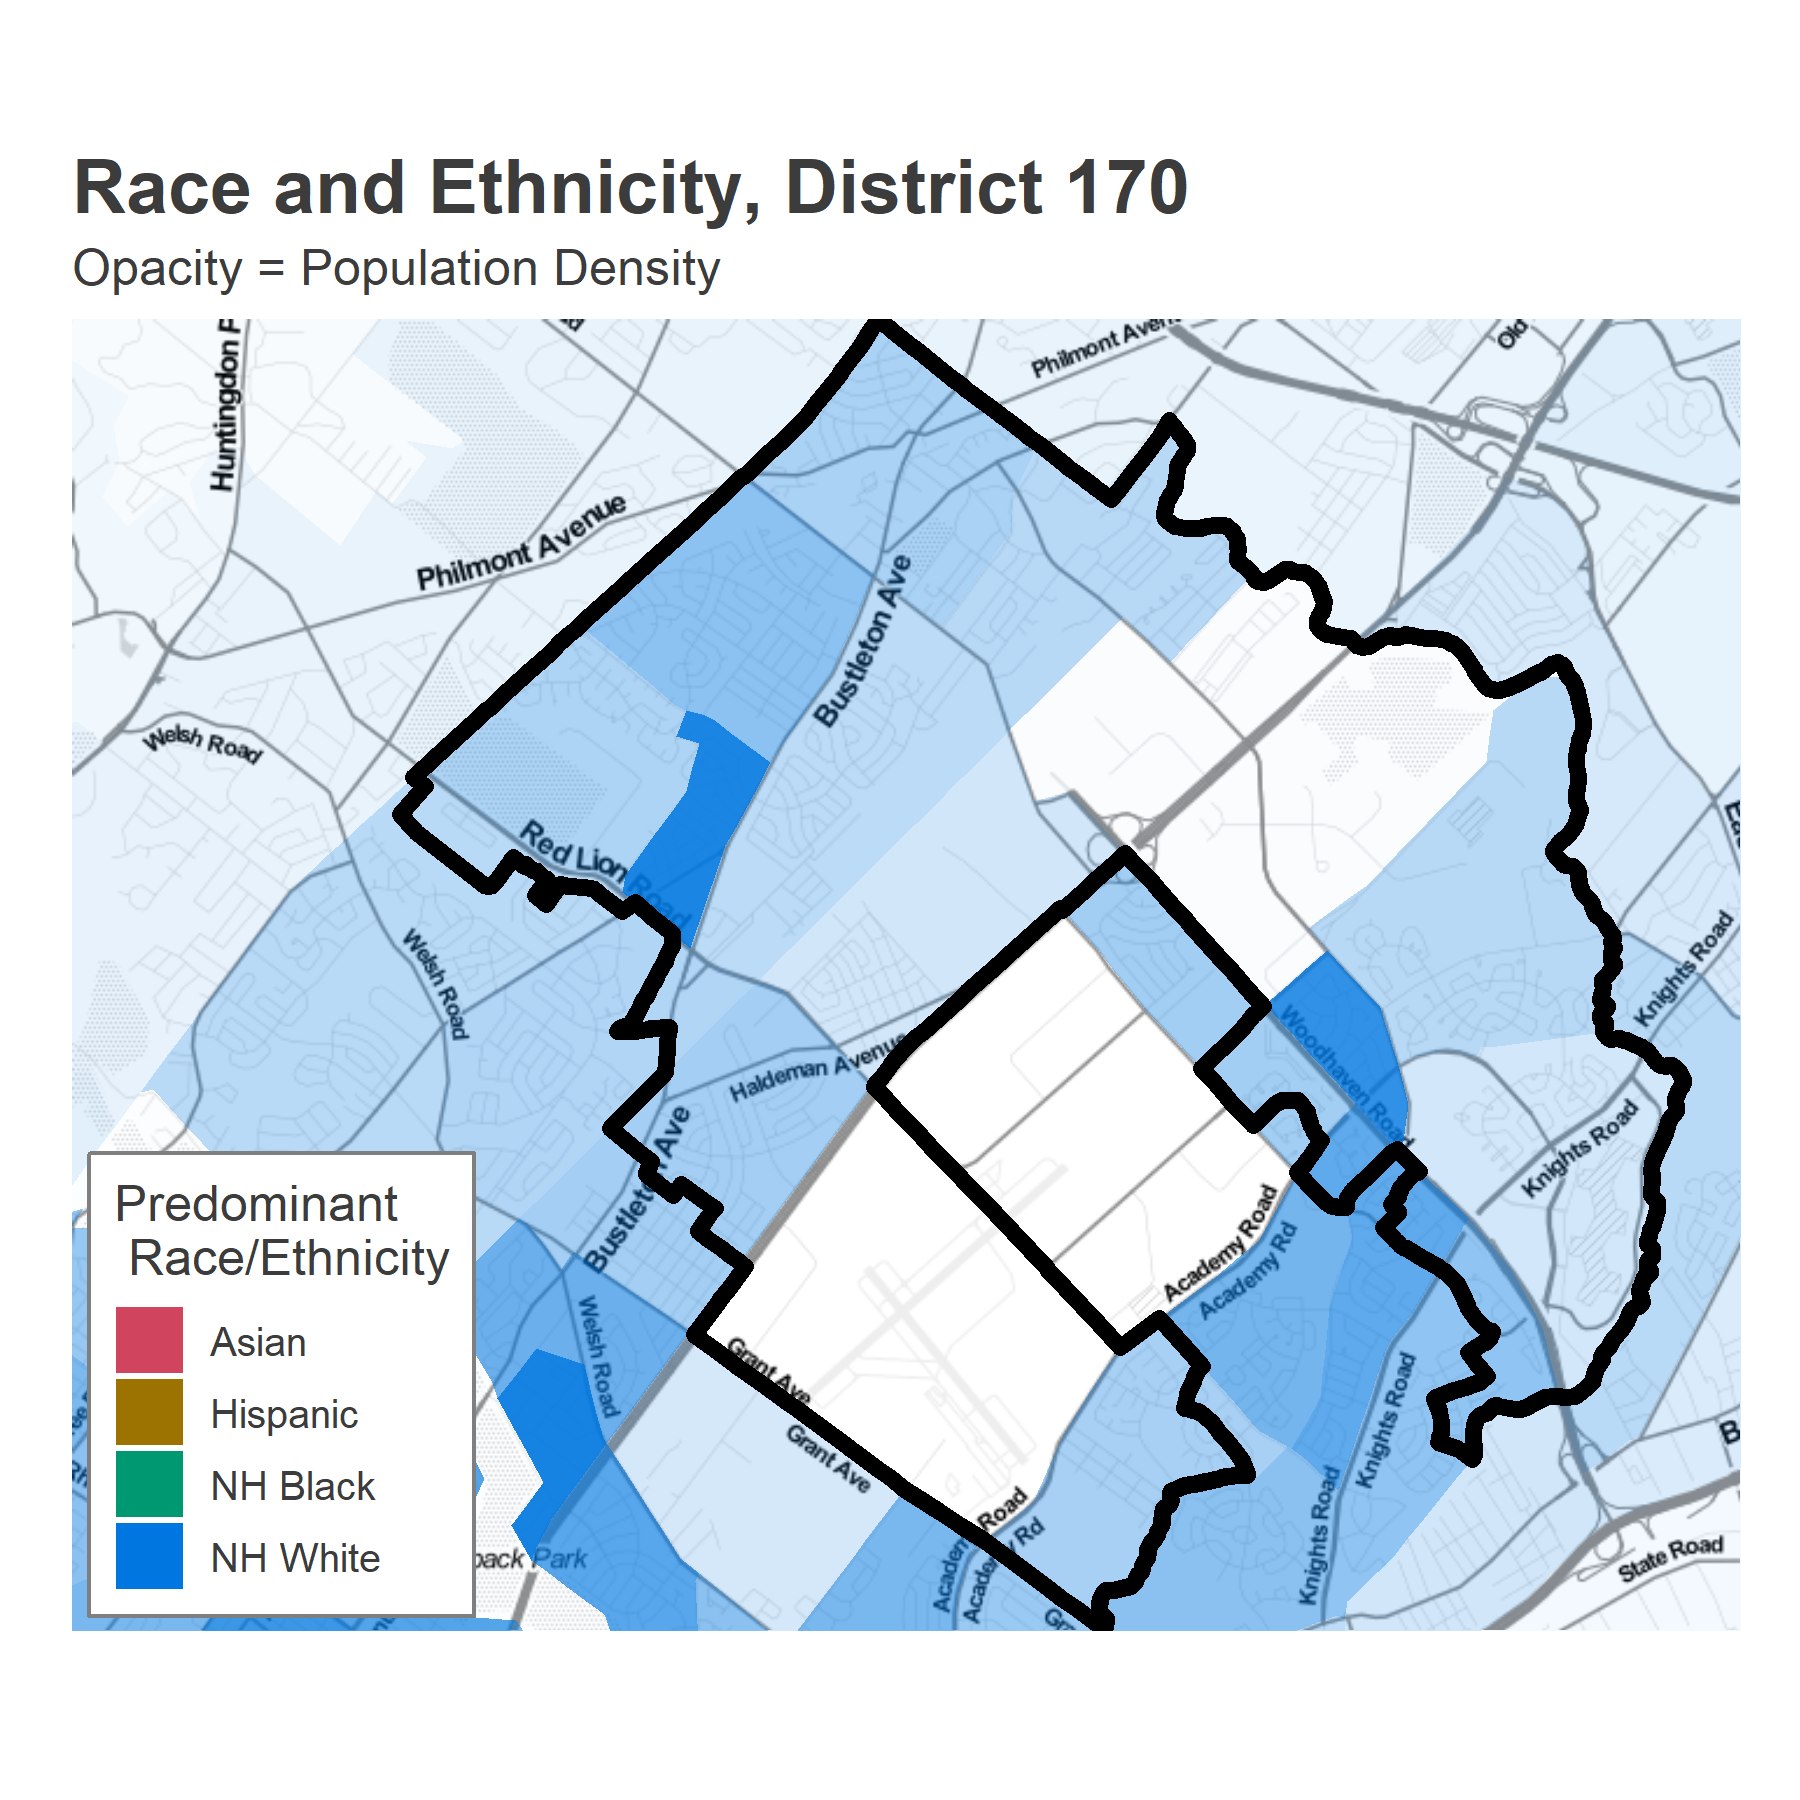 Race and Ethnicity, District 170
Opacity = Population Density
Philmont Aven
Old
Huntingdon P
Philmont Avenue
Bustleton Ave
Welsh Road
Red Lion Road
Welsh Road
Knights Road
Woodhaven Road
Haldeman Avenue
Knights Road
Bustleton Ave
Academy Road
Academy Rd
Welsh Road
Grant Ave
Grant Ave
Knights Road
Knights Road
Academ Road
Academy Rd
State Road
B
Gr
pack Park
Predominant
Race/Ethnicity
Asian
Hispanic
NH Black
NH White